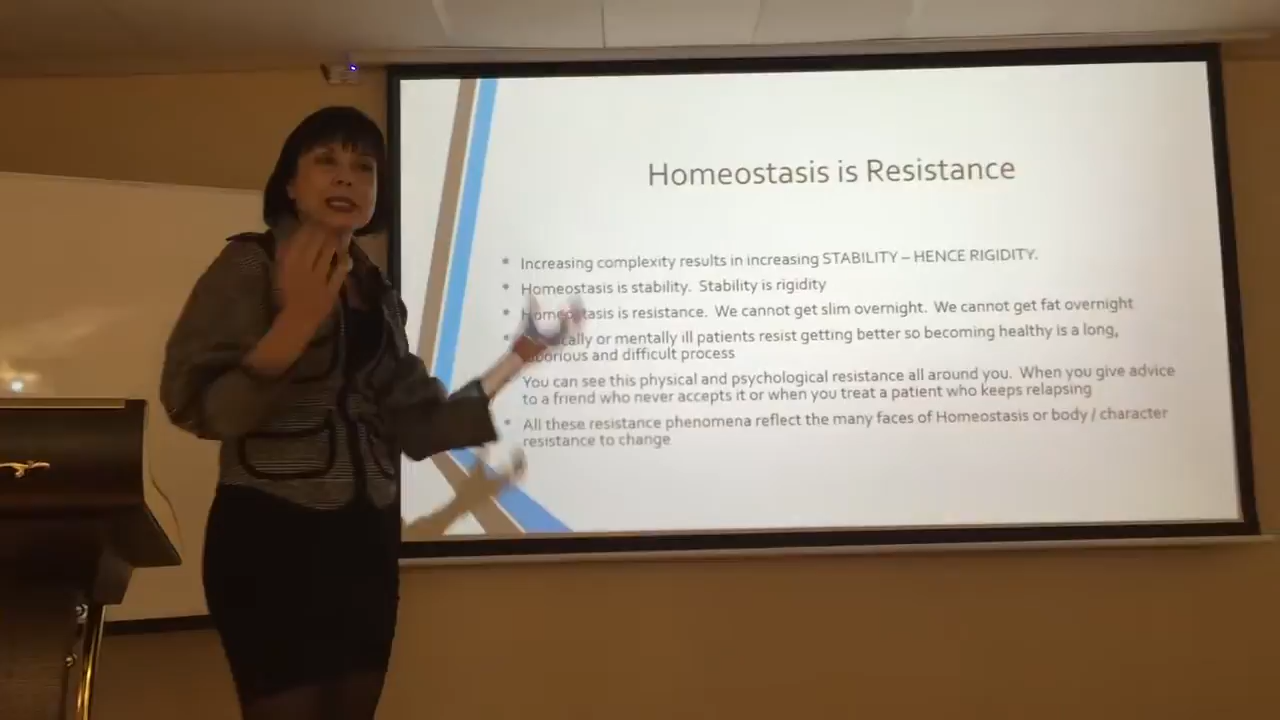 Homeostasis is Resistance
• Increasing complexity results in increasing STABILITY – HENCE RIGIDITY.
• Homeostasis is stability. Stability is rigidity
• Homeostasis is resistance. We cannot get slim overnight. We cannot get fat overnight
• or mentally ill patients resist getting better so becoming healthy is a long,
laborious and difficult process
You can see this physical and psychological resistance all around you. When you give advice
to a friend who never accepts it or when you treat a patient who keeps relapsing
• All these resistance phenomena reflect the many faces of Homeostasis or body / character
resistance to change